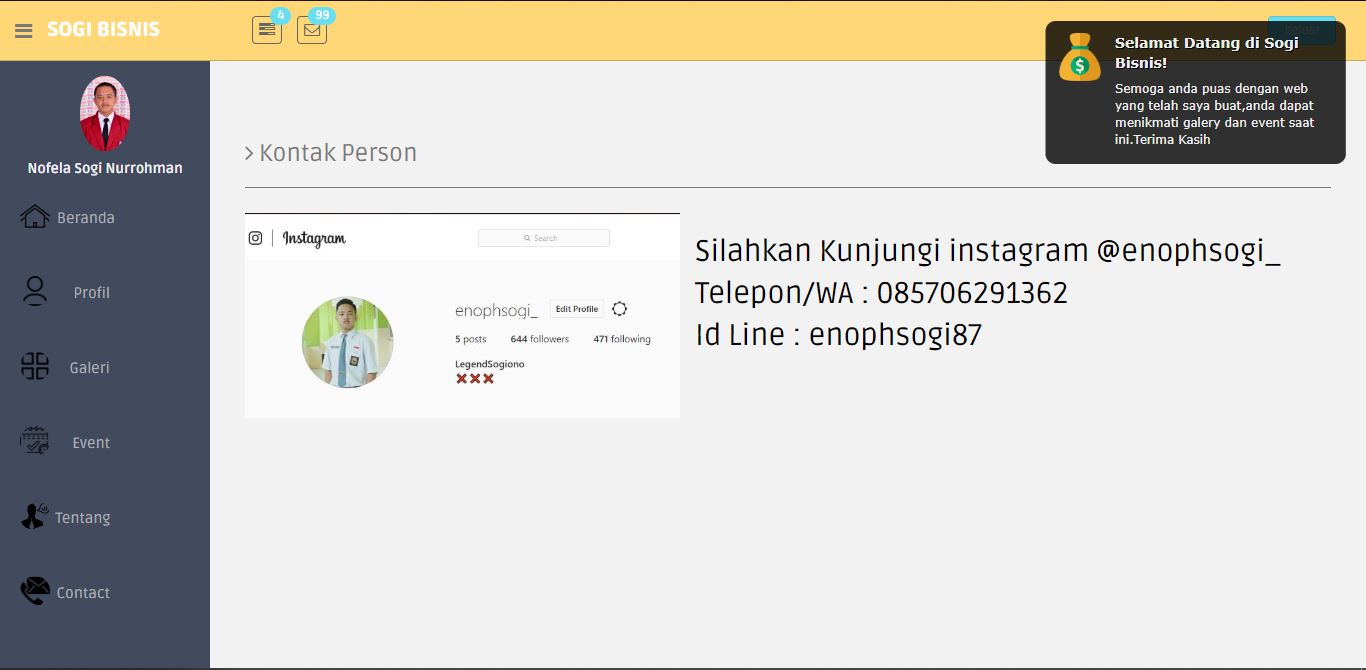 SOGI BISNIS
4
99
Keluar
Selamat Datang di Sogi
Bisnis!
Semoga anda puas dengan web
yang telah saya buat,anda dapat
menikmati galery dan event saat
ini.Terima Kasih
Nofela Sogi Nurrohman
Beranda
Profil
Galeri
Event
Tentang
Contact
> Kontak Person
Instagram
Search
enophsogi_ Edit Profile
5 posts 644 followers 471 following
LegendSogiono
Silahkan Kunjungi instagram @enophsogi_
Telepon/WA : 085706291362
Id Line : enophsogi87